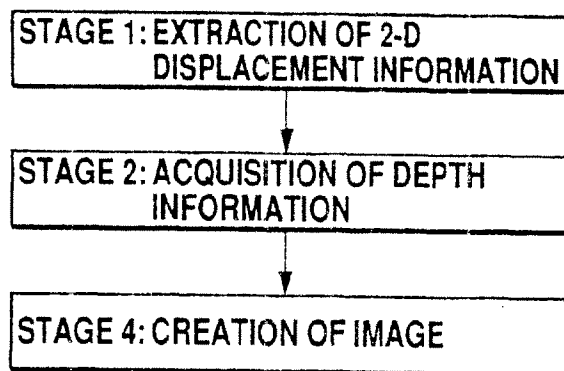 STAGE 1: EXTRACTION OF 2-D
DISPLACEMENT INFORMATION
STAGE 2: ACQUISITION OF DEPTH
INFORMATION
STAGE 4: CREATION OF IMAGE